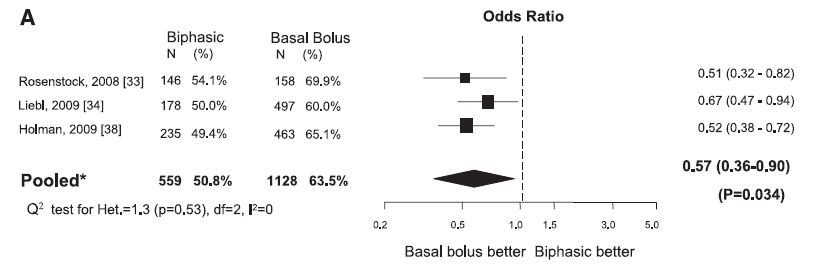 A
Odds Ratio
Biphasic Basal Bolus
N (%) N (%)
Rosenstock, 2008 [33] 146 54.1% 158 69.9% 0.51 (0.32 - 0.82)
Liebl, 2009 [34] 178 50.0% 497 60.0% 0.67 (0.47 - 0.94)
Holman, 2009 [38] 235 49.4% 463 65.1% 0.52 (0.38 - 0.72)
Pooled* 559 50.8% 1128 63.5% 0.57 (0.36-0.90)
(P=0.034)
Q² test for Het.=1.3 (p=0.53), df=2, I²=0
0.2 0.5 1.0 1.5 3.0 5.0
Basal bolus better Biphasic better